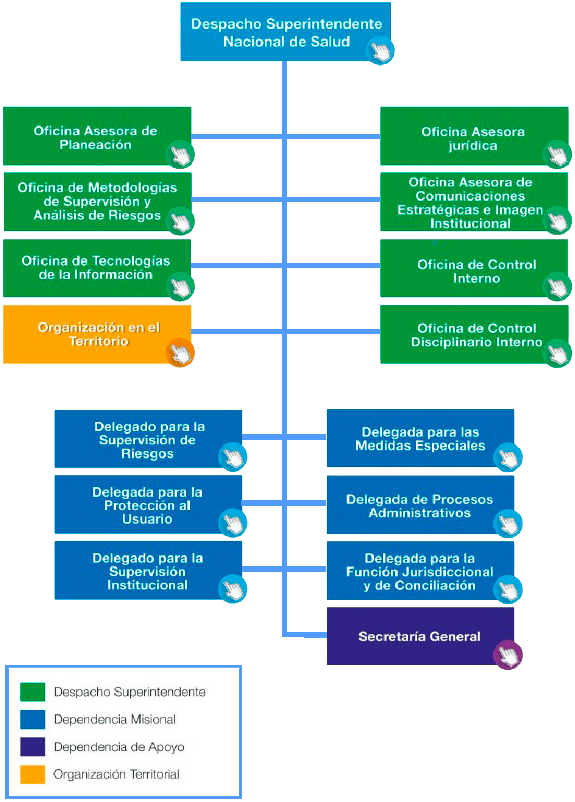 Despacho Superintendente
Nacional de Salud
Oficina Asesora de
Planeación
Oficina Asesora
jurídica
Oficina de Metodologías
de Supervisión y
Análisis de Riesgos
Oficina Asesora de
Comunicaciones
Estratégicas e Imagen
Institucional
Oficina de Tecnologías
de la Información
Oficina de Control
Interno
Organización en el
Territorio
Oficina de Control
Disciplinario Interno
Delegado para la
Supervisión de
Riesgos
Delegada para las
Medidas Especiales
Delegada para la
Protección al
Usuario
Delegada de Procesos
Administrativos
Delegado para la
Supervisión
Institucional
Delegada para la
Función Jurisdiccional
y de Conciliación
Secretaría General
Despacho Superintendente
Dependencia Misional
Dependencia de Apoyo
Organización Territorial